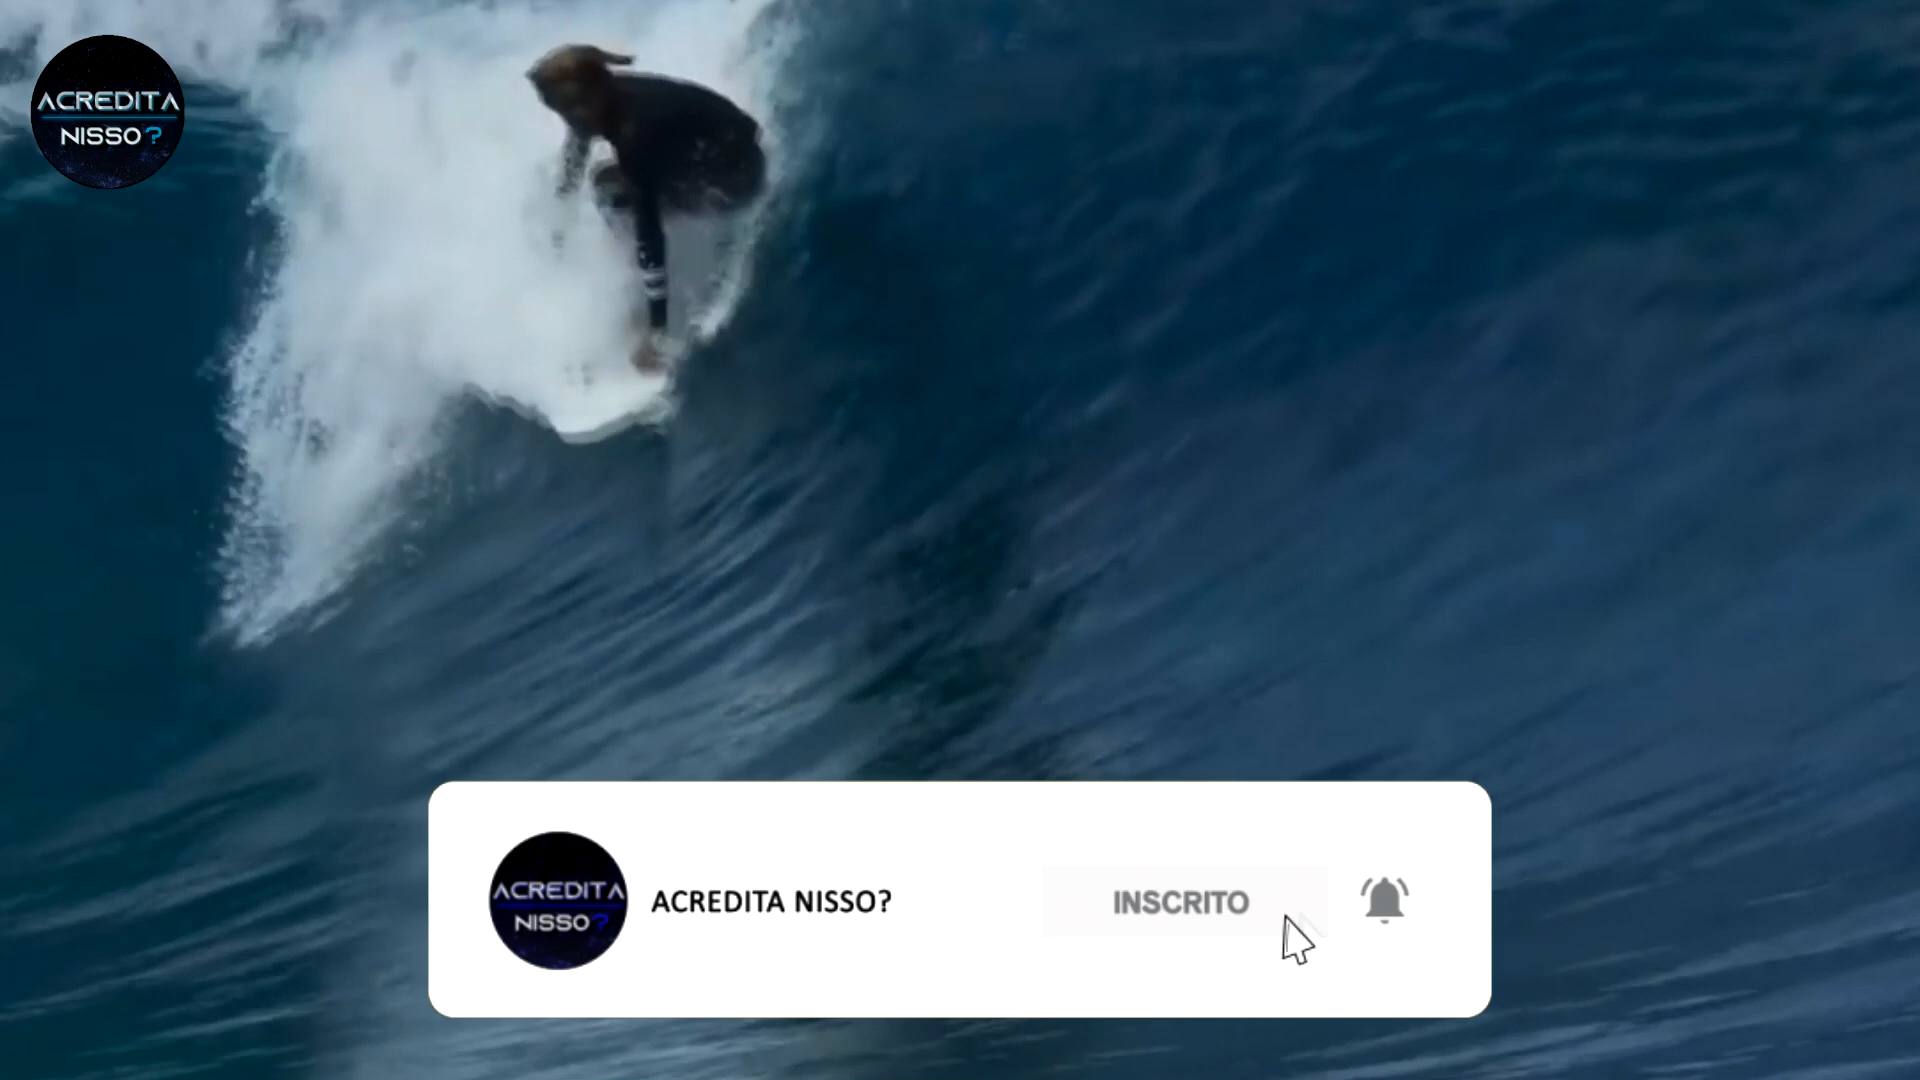 ACREDITA
NISSO?
ACREDITA
NISSO?
ACREDITA NISSO?
INSCRITO